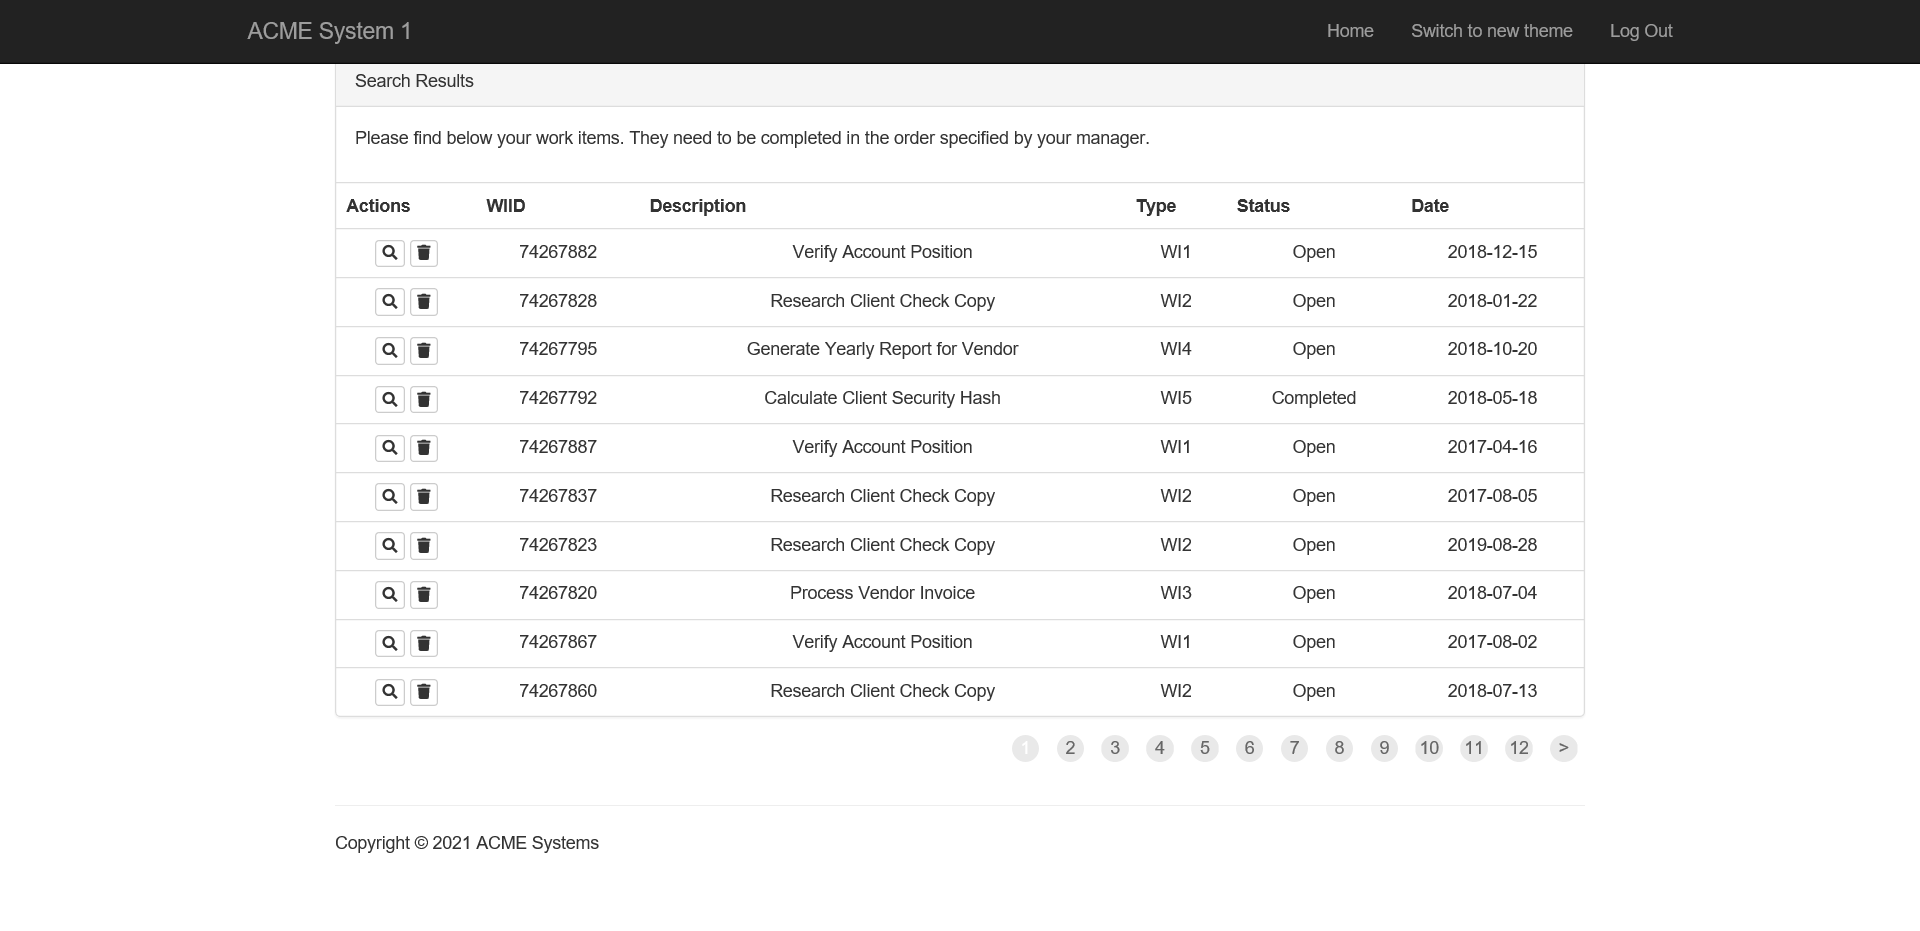 ACME System 1 Home Switch to new theme Log Out
Search Results
Please find below your work items. They need to be completed in the order specified by your manager.
Actions WIID Description Type Status Date
74267882 Verify Account Position WI1 Open 2018-12-15
74267828 Research Client Check Copy WI2 Open 2018-01-22
74267795 Generate Yearly Report for Vendor WI4 Open 2018-10-20
74267792 Calculate Client Security Hash WI5 Completed 2018-05-18
74267887 Verify Account Position WI1 Open 2017-04-16
74267837 Research Client Check Copy WI2 Open 2017-08-05
74267823 Research Client Check Copy WI2 Open 2019-08-28
74267820 Process Vendor Invoice WI3 Open 2018-07-04
74267867 Verify Account Position WI1 Open 2017-08-02
74267860 Research Client Check Copy WI2 Open 2018-07-13
1 2 3 4 5 6 7 8 9 10 11 12 >
Copyright © 2021 ACME Systems